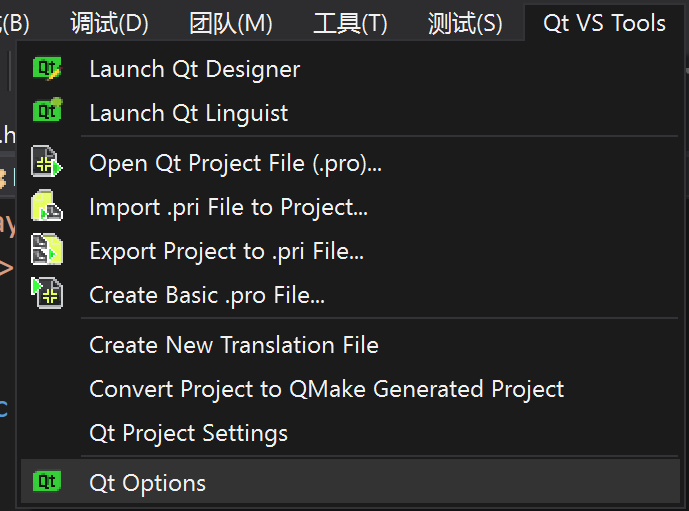 (B) 调试(D) 团队(M) 工具(T) 测试(S) Qt VS Tools
Launch Qt Designer
Launch Qt Linguist
.h
Open Qt Project File (.pro)...
Import .pri File to Project...
ay
Export Project to .pri File...
>
Create Basic .pro File...
Create New Translation File
Convert Project to QMake Generated Project
c
Qt Project Settings
Qt Options